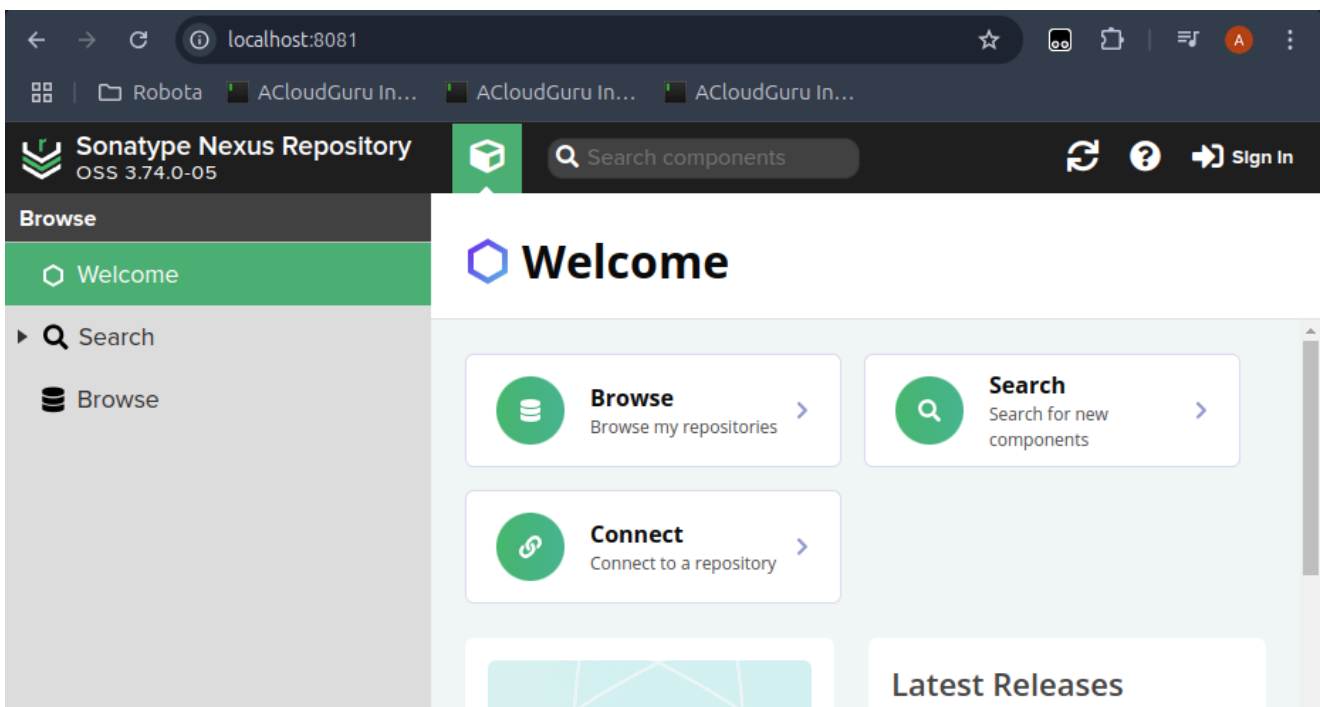 localhost:8081
A
Robota
ACloudGuru In...
ACloudGuru In...
ACloudGuru In...
Sonatype Nexus Repository
OSS 3.74.0-05
Search components
Sign In
Browse
Welcome
Search
Browse
Welcome
Browse
Browse my repositories
Search
Search for new
components
Connect
Connect to a repository
Latest Releases